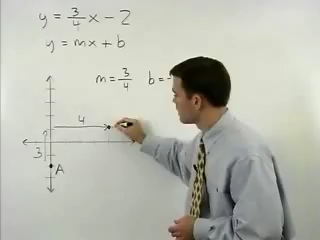 y = 3/4 x - 2
y = mx + b
m = 3/4 b = -
4
3
A